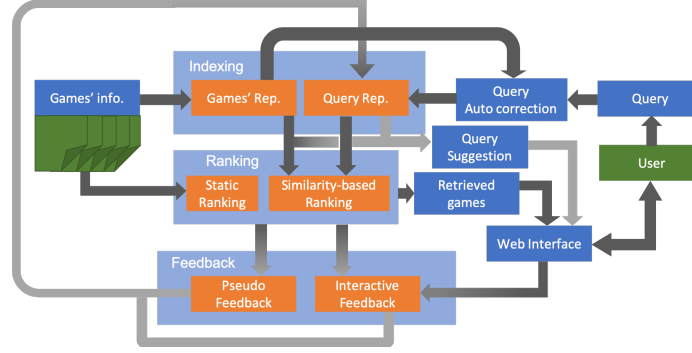 Indexing
Games' info.
Games' Rep.
Query Rep.
Query
Auto correction
Query
Query
Suggestion
User
Ranking
Static
Ranking
Similarity-based
Ranking
Retrieved
games
Web Interface
Feedback
Pseudo
Feedback
Interactive
Feedback